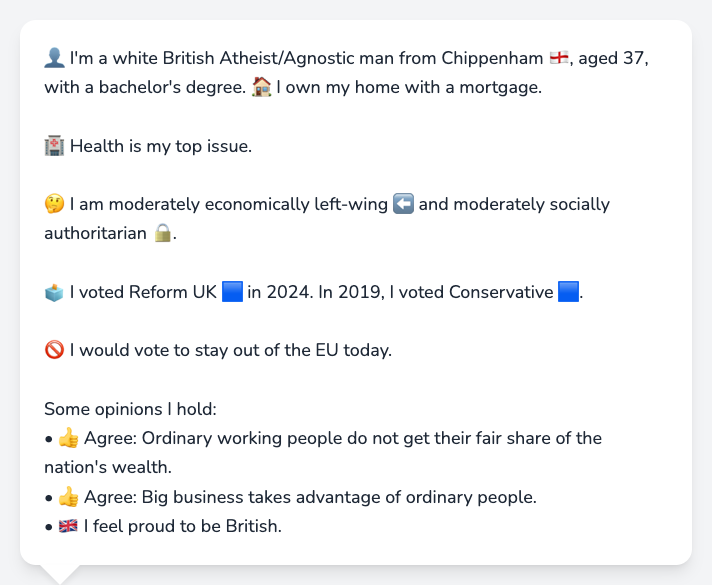 👤 I'm a white British Atheist/Agnostic man from Chippenham 🏴󠁧󠁢󠁥󠁮󠁧󠁿, aged 37,
with a bachelor's degree. 🏠 I own my home with a mortgage.
🏥 Health is my top issue.
🤔 I am moderately economically left-wing ⬅️ and moderately socially
authoritarian 🔒.
🗳️ I voted Reform UK 🟦 in 2024. In 2019, I voted Conservative 🟦.
🚫 I would vote to stay out of the EU today.
Some opinions I hold:
• 👍 Agree: Ordinary working people do not get their fair share of the
nation's wealth.
• 👍 Agree: Big business takes advantage of ordinary people.
• 🇬🇧 I feel proud to be British.